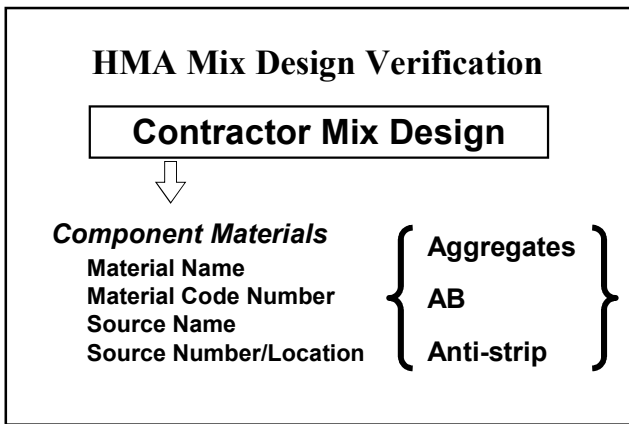 HMA Mix Design Verification
Contractor Mix Design
Component Materials
Material Name
Material Code Number
Source Name
Source Number/Location
Aggregates
AB
Anti-strip